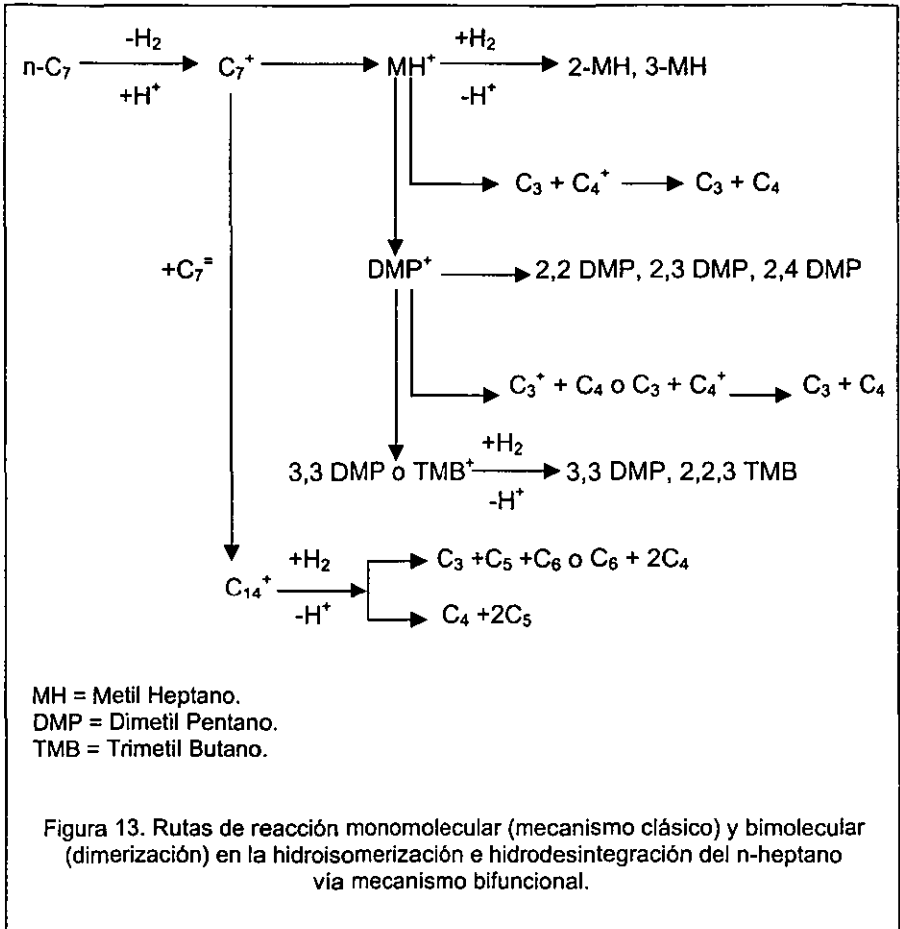 -H₂ +H₂
n-C₇ C₇⁺ MH⁺ 2-MH, 3-MH
+H⁺ -H⁺
C₃ + C₄⁺ C₃ + C₄
+C₇⁼ DMP⁺ 2,2 DMP, 2,3 DMP, 2,4 DMP
C₃⁺ + C₄ o C₃ + C₄⁺ C₃ + C₄
+H₂
3,3 DMP o TMB⁺ 3,3 DMP, 2,2,3 TMB
-H⁺
+H₂ C₃ +C₅ +C₆ o C₆ + 2C₄
C₁₄⁺
-H⁺ C₄ +2C₅
MH = Metil Heptano.
DMP = Dimetil Pentano.
TMB = Trimetil Butano.
Figura 13. Rutas de reacción monomolecular (mecanismo clásico) y bimolecular
(dimerización) en la hidroisomerización e hidrodesintegración del n-heptano
vía mecanismo bifuncional.